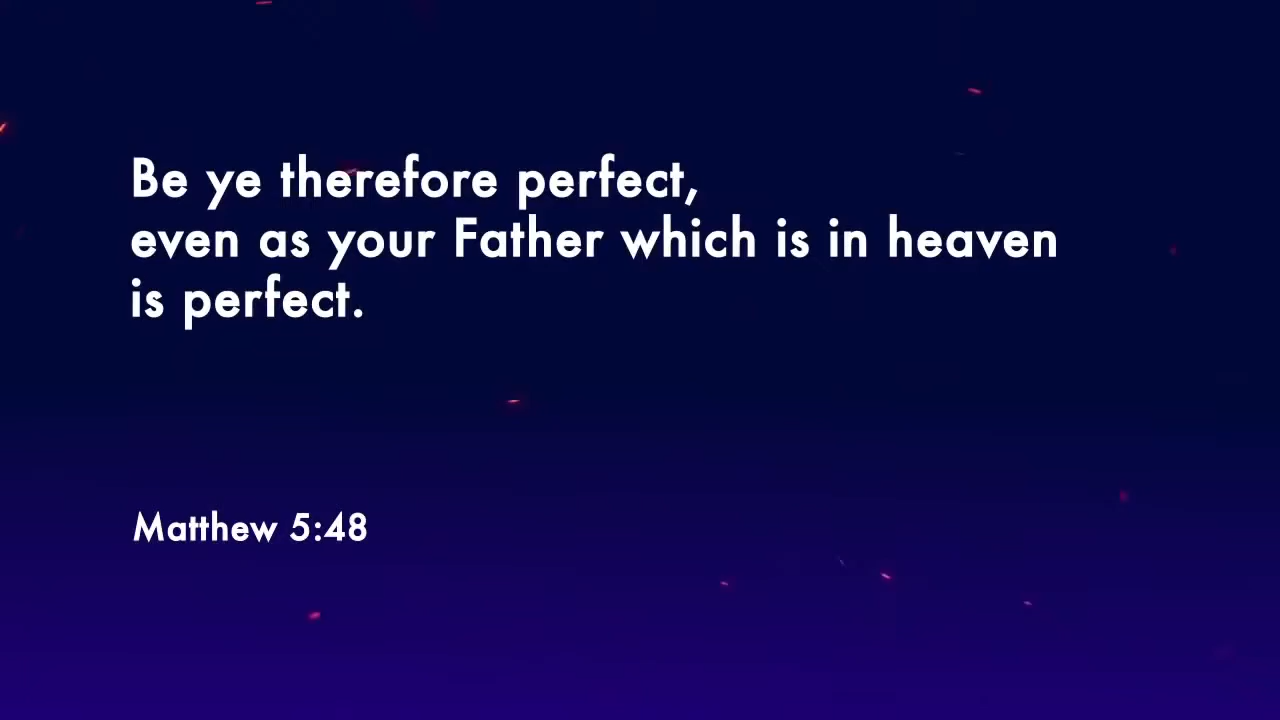 Be ye therefore perfect,
even as your Father which is in heaven
is perfect.
Matthew 5:48